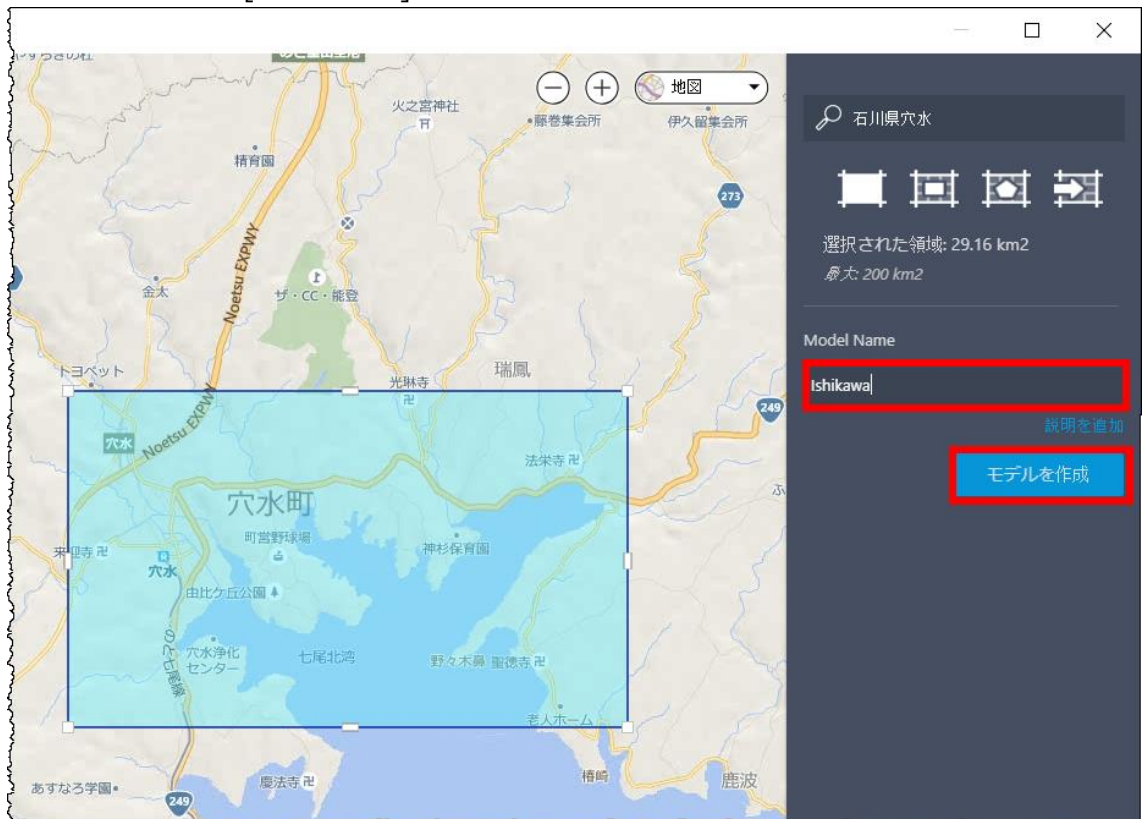 火之宮神社
藤巻集会所
伊久留集会所
地図
石川県穴水
精育園
273
選択された領域: 29.16 km2
最大: 200 km2
金太
Noetsu EXPWY
ザ・CC・能登
Model Name
トヨペット
光琳寺
瑞鳳
Ishikawa
249
説明を追加
穴水
Noetsu EXPWY
法栄寺
モデルを作成
穴水町
町営野球場
神杉保育園
来迎寺
穴水
由比ケ丘公園
穴水浄化
センター
七尾北湾
野々木鼻
聖徳寺
のと七尾線
老人ホーム
あすなろ学園
慶法寺
椿崎
鹿波
249